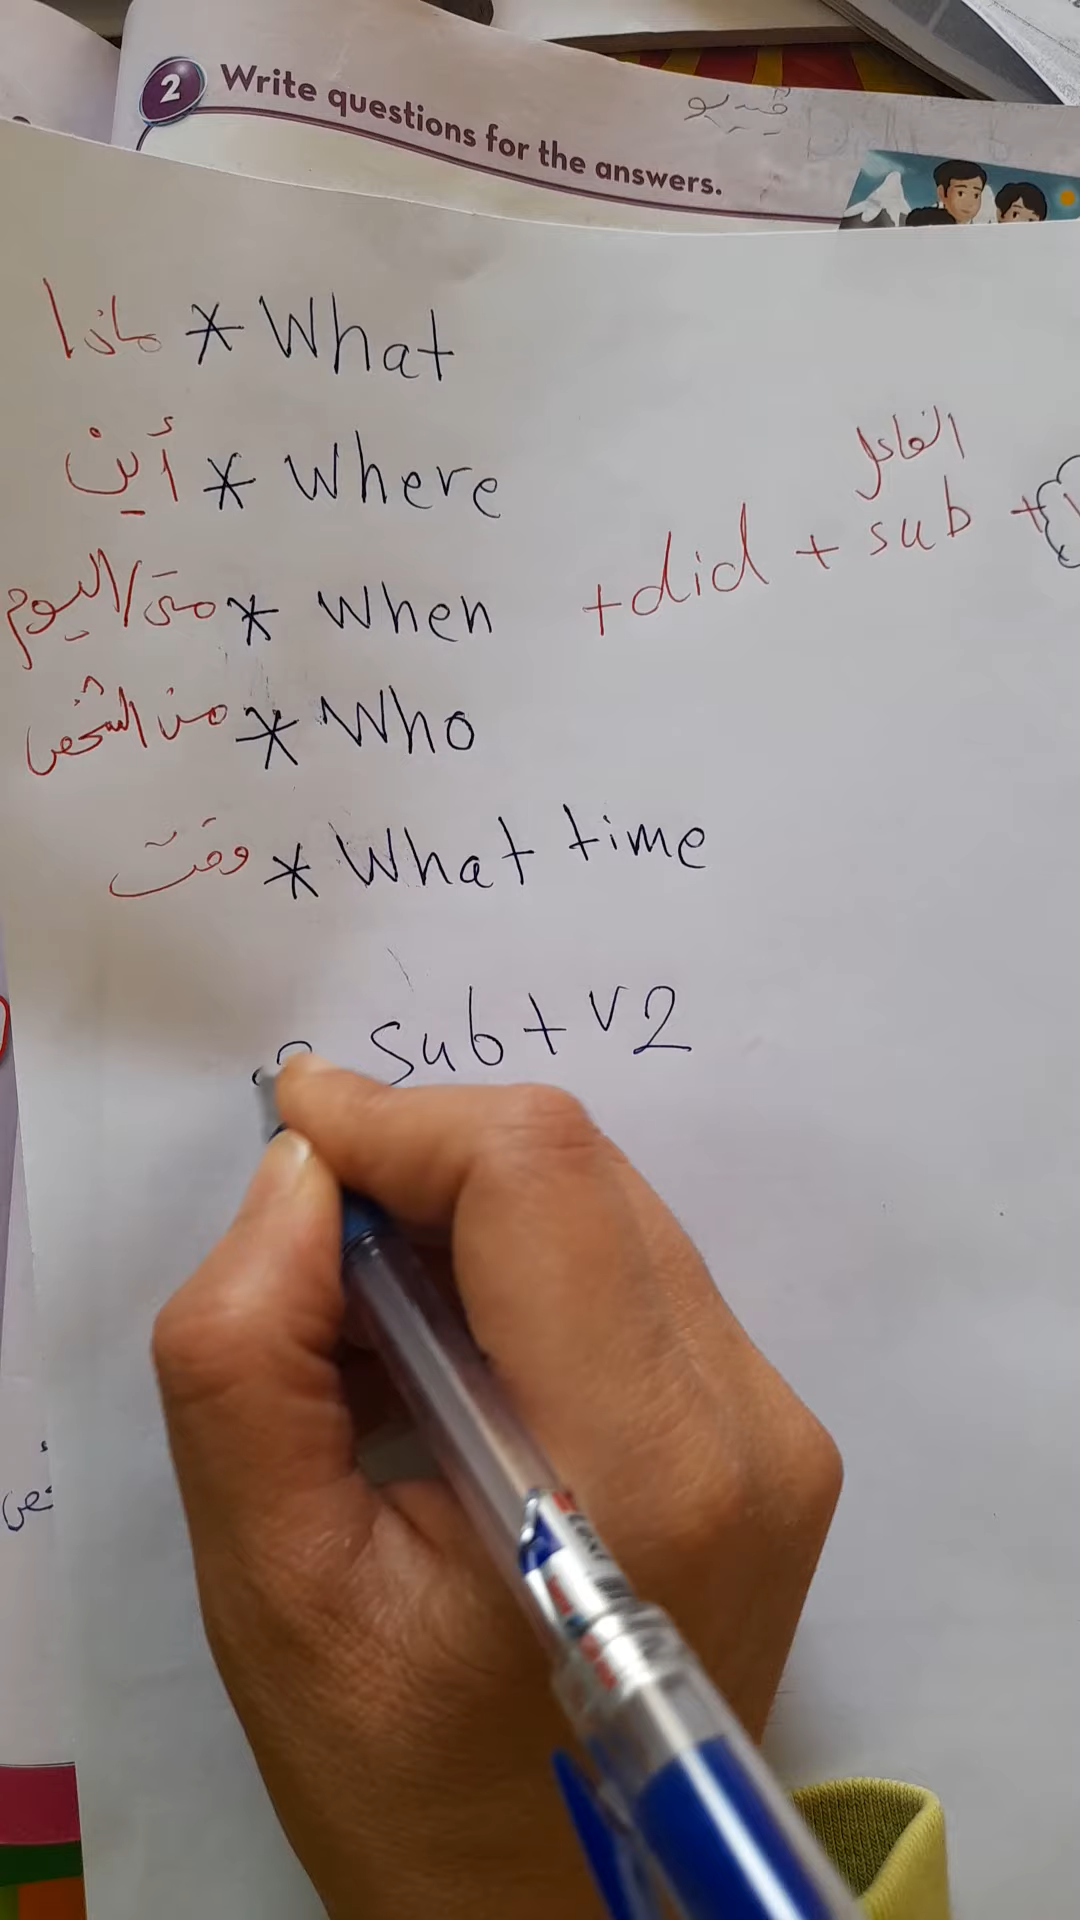 2 Write questions for the answers.
ماذا * What
أين * Where
الفاعل
+ did + sub +
متى/اليوم * When
من الشخص * Who
وقت * What time
sub + v2